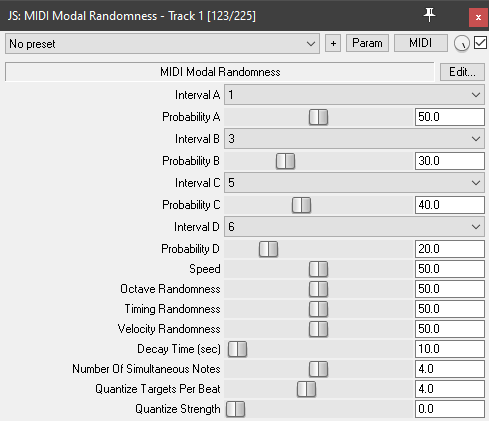 JS: MIDI Modal Randomness - Track 1 [123/225] x
No preset + Param MIDI
MIDI Modal Randomness Edit...
Interval A 1
Probability A 50.0
Interval B 3
Probability B 30.0
Interval C 5
Probability C 40.0
Interval D 6
Probability D 20.0
Speed 50.0
Octave Randomness 50.0
Timing Randomness 50.0
Velocity Randomness 50.0
Decay Time (sec) 10.0
Number Of Simultaneous Notes 4.0
Quantize Targets Per Beat 4.0
Quantize Strength 0.0